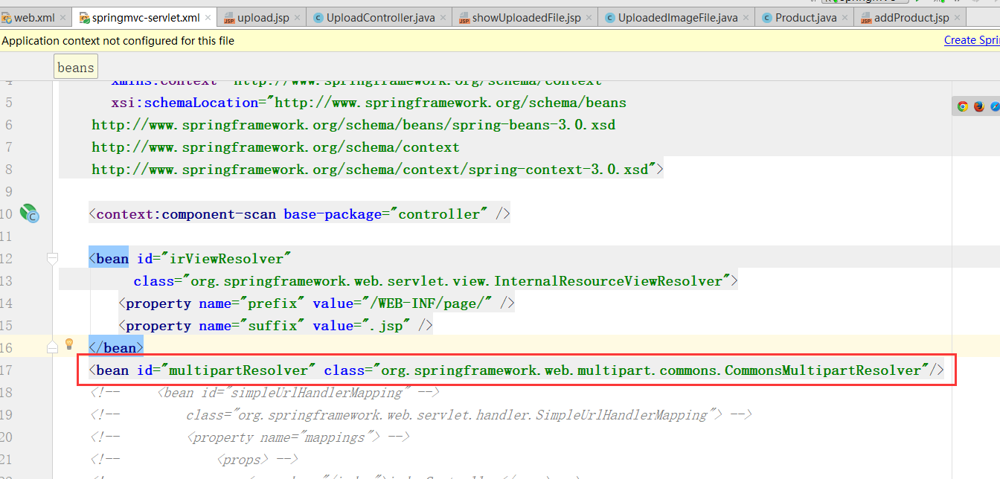 web.xml springmvc-servlet.xml upload.jsp UploadController.java showUploadedFile.jsp UploadedImageFile.java Product.java addProduct.jsp
Application context not configured for this file Create Spri
beans
4 xmlns:context="http://www.springframework.org/schema/context"
5 xsi:schemaLocation="http://www.springframework.org/schema/beans
6 http://www.springframework.org/schema/beans/spring-beans-3.0.xsd
7 http://www.springframework.org/schema/context
8 http://www.springframework.org/schema/context/spring-context-3.0.xsd">
9
10 <context:component-scan base-package="controller" />
11
12 <bean id="irViewResolver"
13 class="org.springframework.web.servlet.view.InternalResourceViewResolver">
14 <property name="prefix" value="/WEB-INF/page/" />
15 <property name="suffix" value=".jsp" />
16 </bean>
17 <bean id="multipartResolver" class="org.springframework.web.multipart.commons.CommonsMultipartResolver"/>
18 <!-- <bean id="simpleUrlHandlerMapping" -->
19 <!-- class="org.springframework.web.servlet.handler.SimpleUrlHandlerMapping"> -->
20 <!-- <property name="mappings"> -->
21 <!-- <props> -->